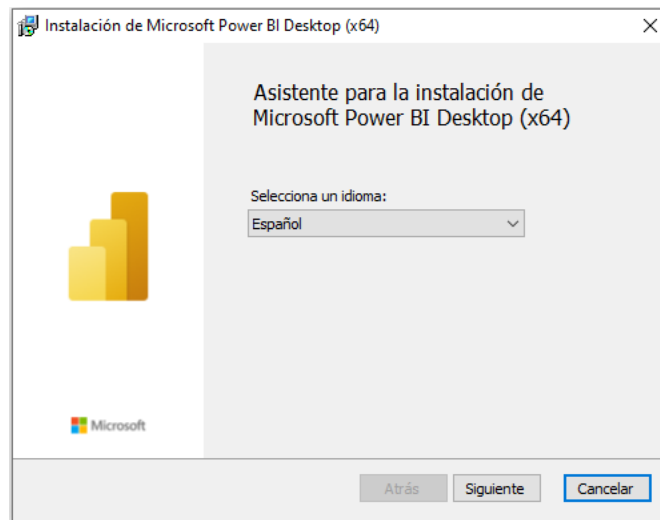 Instalación de Microsoft Power BI Desktop (x64)
Asistente para la instalación de
Microsoft Power BI Desktop (x64)
Selecciona un idioma:
Español
Microsoft
Atrás
Siguiente
Cancelar